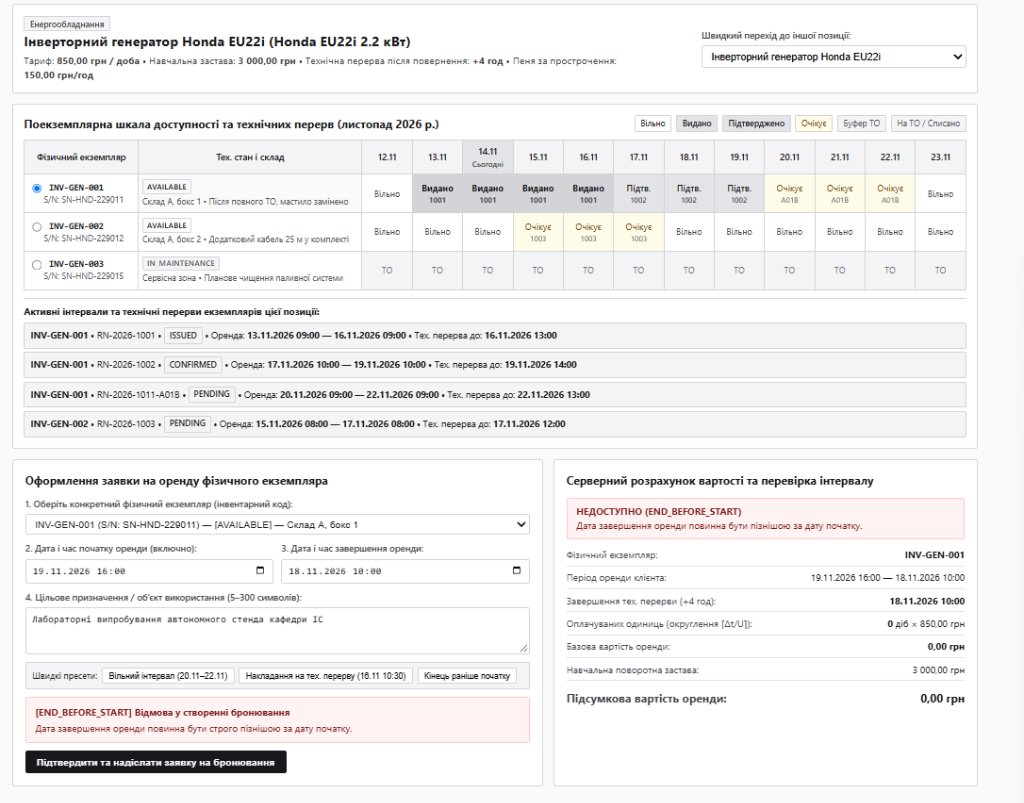 Енергообладнання
Інверторний генератор Honda EU22i (Honda EU22i 2.2 кВт)
Тариф: 850,00 грн / доба • Навчальна застава: 3 000,00 грн • Технічна перерва після повернення: +4 год • Пеня за прострочення:
150,00 грн/год
Швидкий перехід до іншої позиції:
Інверторний генератор Honda EU22i
Поекземплярна шкала доступності та технічних перерв (листопад 2026 р.)
Вільно Видано Підтверджено Очікує Буфер ТО На ТО / Списано
Фізичний екземпляр Тех. стан і склад 12.11 13.11 14.11 15.11 16.11 17.11 18.11 19.11 20.11 21.11 22.11 23.11
Сьогодні
INV-GEN-001 AVAILABLE Вільно Видано Видано Видано Видано Підтв. Підтв. Підтв. Очікує Очікує Очікує Вільно
S/N: SN-HND-229011 Склад А, бокс 1 • Після повного ТО, мастило замінено 1001 1001 1001 1001 1002 1002 1002 A01B A01B A01B
INV-GEN-002 AVAILABLE Вільно Вільно Вільно Очікує Очікує Очікує Вільно Вільно Вільно Вільно Вільно Вільно
S/N: SN-HND-229012 Склад А, бокс 2 • Додатковий кабель 25 м у комплекті 1003 1003 1003
INV-GEN-003 IN_MAINTENANCE ТО ТО ТО ТО ТО ТО ТО ТО ТО ТО ТО ТО
S/N: SN-HND-229015 Сервісна зона • Планове чищення паливної системи
Активні інтервали та технічні перерви екземплярів цієї позиції:
INV-GEN-001 • RN-2026-1001 • ISSUED • Оренда: 13.11.2026 09:00 — 16.11.2026 09:00 • Тех. перерва до: 16.11.2026 13:00
INV-GEN-001 • RN-2026-1002 • CONFIRMED • Оренда: 17.11.2026 10:00 — 19.11.2026 10:00 • Тех. перерва до: 19.11.2026 14:00
INV-GEN-001 • RN-2026-1011-A01B • PENDING • Оренда: 20.11.2026 09:00 — 22.11.2026 09:00 • Тех. перерва до: 22.11.2026 13:00
INV-GEN-002 • RN-2026-1003 • PENDING • Оренда: 15.11.2026 08:00 — 17.11.2026 08:00 • Тех. перерва до: 17.11.2026 12:00
Оформлення заявки на оренду фізичного екземпляра
1. Оберіть конкретний фізичний екземпляр (інвентарний код):
INV-GEN-001 (S/N: SN-HND-229011) — [AVAILABLE] — Склад А, бокс 1
2. Дата і час початку оренди (включно):
19.11.2026 16:00
3. Дата і час завершення оренди:
18.11.2026 10:00
4. Цільове призначення / об'єкт використання (5–300 символів):
Лабораторні випробування автономного стенда кафедри ІС
Швидкі пресети: Вільний інтервал (20.11–22.11) Накладання на тех. перерву (16.11 10:30) Кінець раніше початку
[END_BEFORE_START] Відмова у створенні бронювання
Дата завершення оренди повинна бути строго пізнішою за дату початку.
Підтвердити та надіслати заявку на бронювання
Серверний розрахунок вартості та перевірка інтервалу
НЕДОСТУПНО (END_BEFORE_START)
Дата завершення оренди повинна бути пізнішою за дату початку.
Фізичний екземпляр: INV-GEN-001
Період оренди клієнта: 19.11.2026 16:00 — 18.11.2026 10:00
Завершення тех. перерви (+4 год): 18.11.2026 10:00
Оплачуваних одиниць (округлення ⌈Δt/U⌉): 0 діб × 850,00 грн
Базова вартість оренди: 0,00 грн
Навчальна поворотна застава: 3 000,00 грн
Підсумкова вартість оренди: 0,00 грн